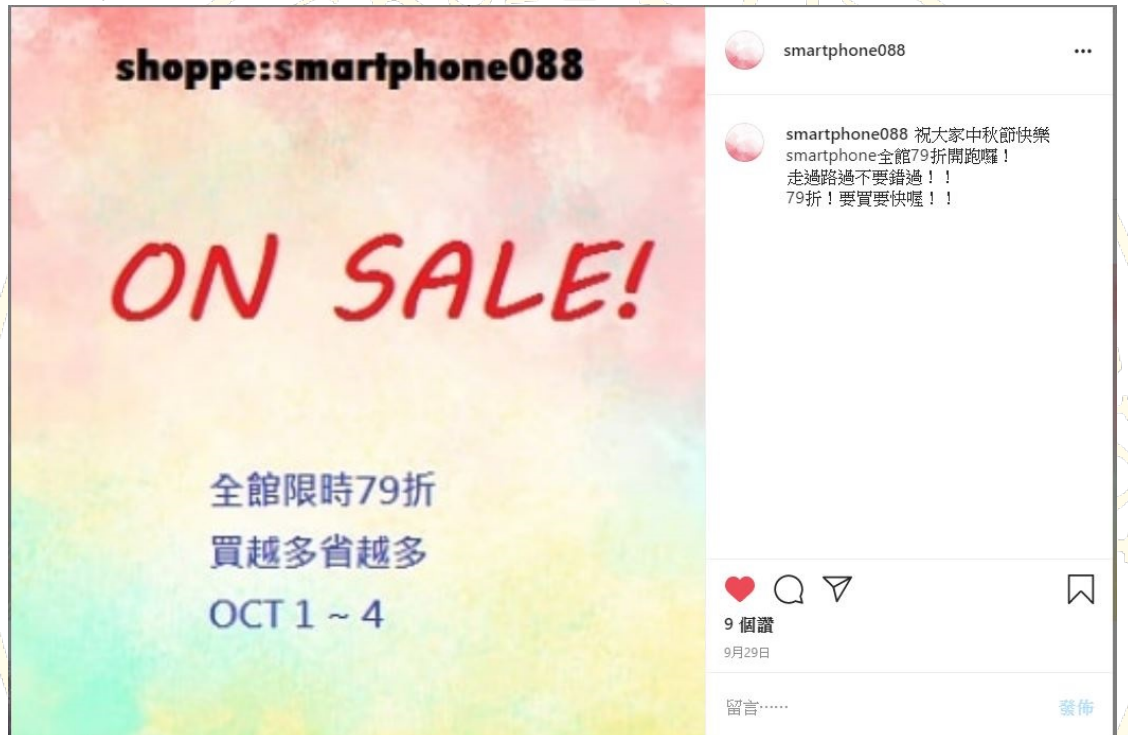 shoppe:smartphone088
ON SALE!
全館限時79折
買越多省越多
OCT 1 ~ 4
smartphone088
smartphone088 祝大家中秋節快樂
smartphone全館79折開跑囉！
走過路過不要錯過！！
79折！要買要快喔！！
9 個讚
9月29日
留言……
發佈